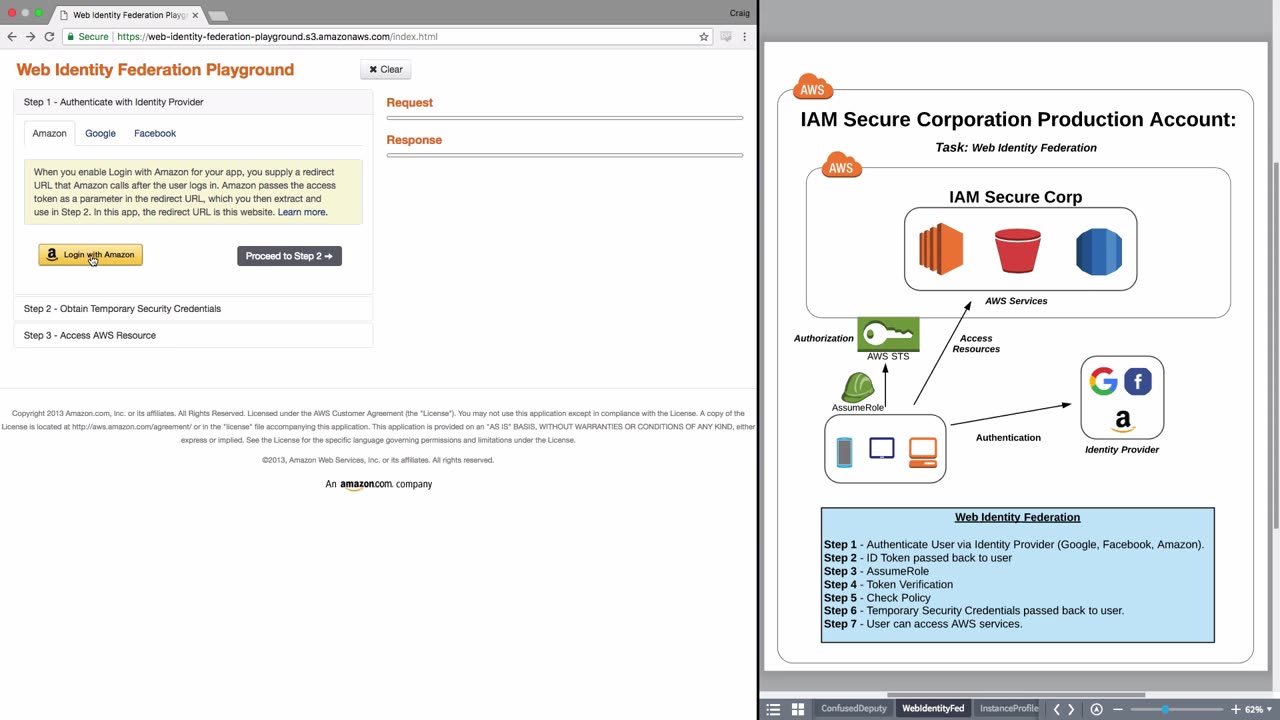 Web Identity Federation Playg
Craig
Secure
https://web-identity-federation-playground.s3.amazonaws.com/index.html
Web Identity Federation Playground
✖ Clear
Step 1 - Authenticate with Identity Provider
Amazon
Google
Facebook
When you enable Login with Amazon for your app, you supply a redirect
URL that Amazon calls after the user logs in. Amazon passes the access
token as a parameter in the redirect URL, which you then extract and
use in Step 2. In this app, the redirect URL is this website. Learn more.
Login with Amazon
Proceed to Step 2 ➔
Step 2 - Obtain Temporary Security Credentials
Step 3 - Access AWS Resource
Request
Response
Copyright 2013 Amazon.com, Inc. or its affiliates. All Rights Reserved. Licensed under the AWS Customer Agreement (the "License"). You may not use this application except in compliance with the License. A copy of the
License is located at http://aws.amazon.com/agreement/ or in the "license" file accompanying this application. This application is provided on an "AS IS" BASIS, WITHOUT WARRANTIES OR CONDITIONS OF ANY KIND, either
express or implied. See the License for the specific language governing permissions and limitations under the License.
©2013, Amazon Web Services, Inc. or its affiliates. All rights reserved.
An amazon.com. company
AWS
IAM Secure Corporation Production Account:
Task: Web Identity Federation
AWS
IAM Secure Corp
AWS Services
Authorization
AWS STS
Access
Resources
AssumeRole
Authentication
G
f
a
Identity Provider
Web Identity Federation
Step 1 - Authenticate User via Identity Provider (Google, Facebook, Amazon).
Step 2 - ID Token passed back to user
Step 3 - AssumeRole
Step 4 - Token Verification
Step 5 - Check Policy
Step 6 - Temporary Security Credentials passed back to user.
Step 7 - User can access AWS services.
ConfusedDeputy
WebIdentityFed
InstanceProfile
62%